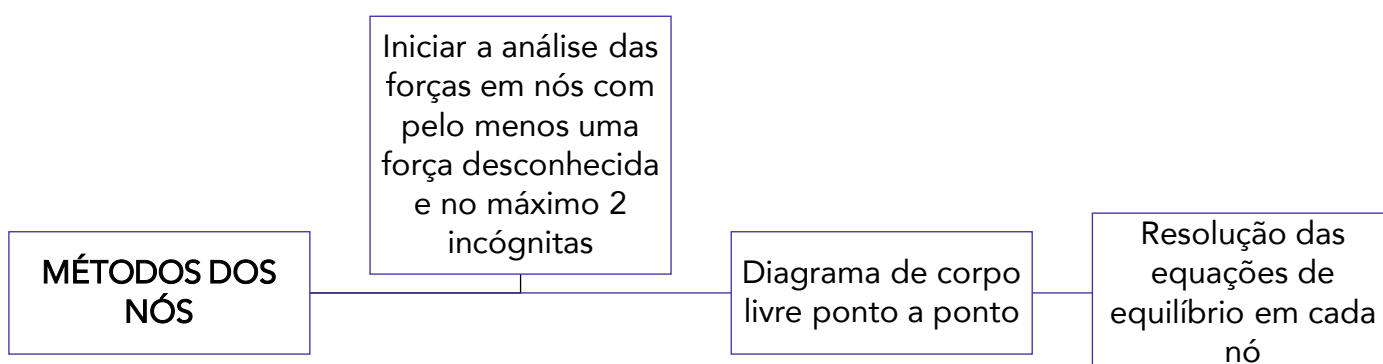 MÉTODOS DOS
NÓS
Iniciar a análise das
forças em nós com
pelo menos uma
força desconhecida
e no máximo 2
incógnitas
Diagrama de corpo
livre ponto a ponto
Resolução das
equações de
equilíbrio em cada
nó